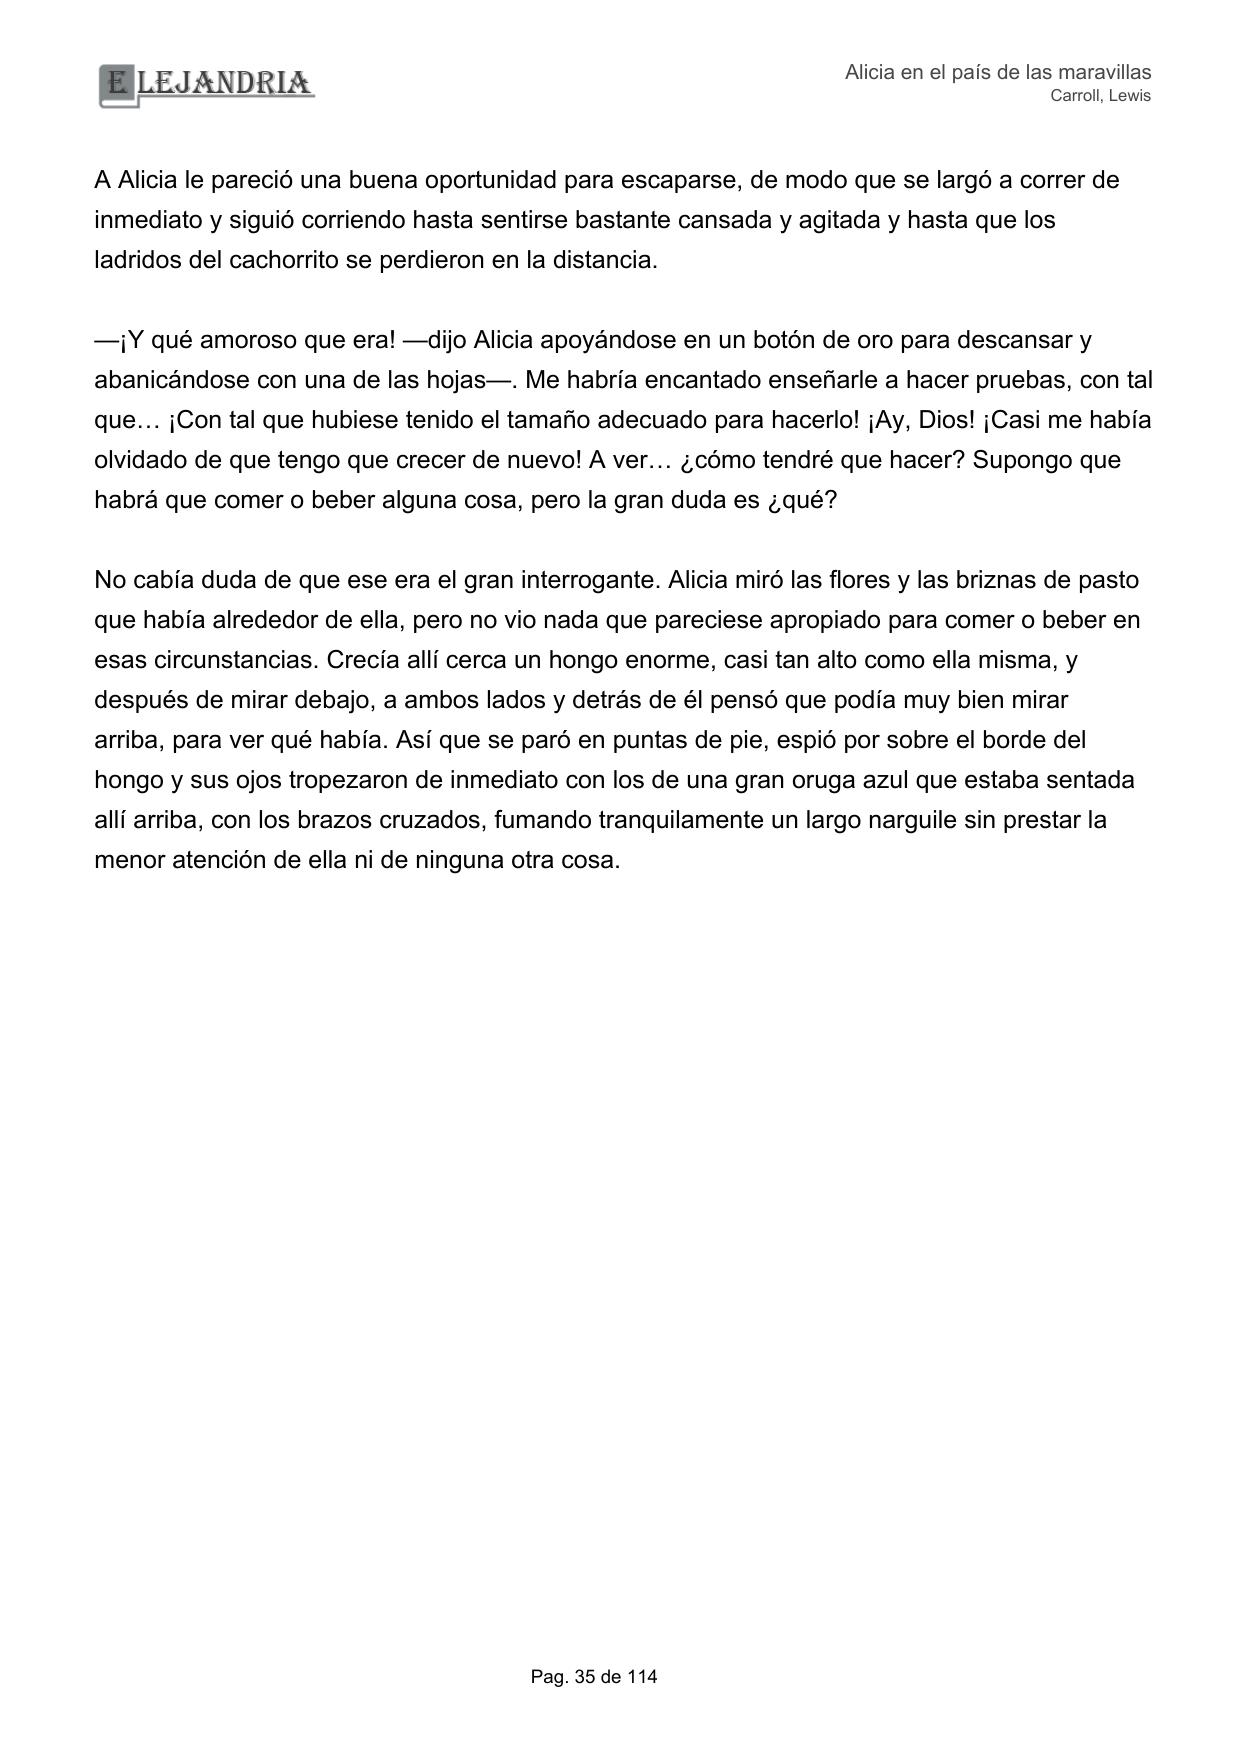 ELEJANDRIA
Alicia en el país de las maravillas
Carroll, Lewis
A Alicia le pareció una buena oportunidad para escaparse, de modo que se largó a correr de
inmediato y siguió corriendo hasta sentirse bastante cansada y agitada y hasta que los
ladridos del cachorrito se perdieron en la distancia.
—¡Y qué amoroso que era! —dijo Alicia apoyándose en un botón de oro para descansar y
abanicándose con una de las hojas—. Me habría encantado enseñarle a hacer pruebas, con tal
que… ¡Con tal que hubiese tenido el tamaño adecuado para hacerlo! ¡Ay, Dios! ¡Casi me había
olvidado de que tengo que crecer de nuevo! A ver… ¿cómo tendré que hacer? Supongo que
habrá que comer o beber alguna cosa, pero la gran duda es ¿qué?
No cabía duda de que ese era el gran interrogante. Alicia miró las flores y las briznas de pasto
que había alrededor de ella, pero no vio nada que pareciese apropiado para comer o beber en
esas circunstancias. Crecía allí cerca un hongo enorme, casi tan alto como ella misma, y
después de mirar debajo, a ambos lados y detrás de él pensó que podía muy bien mirar
arriba, para ver qué había. Así que se paró en puntas de pie, espió por sobre el borde del
hongo y sus ojos tropezaron de inmediato con los de una gran oruga azul que estaba sentada
allí arriba, con los brazos cruzados, fumando tranquilamente un largo narguile sin prestar la
menor atención de ella ni de ninguna otra cosa.
Pag. 35 de 114